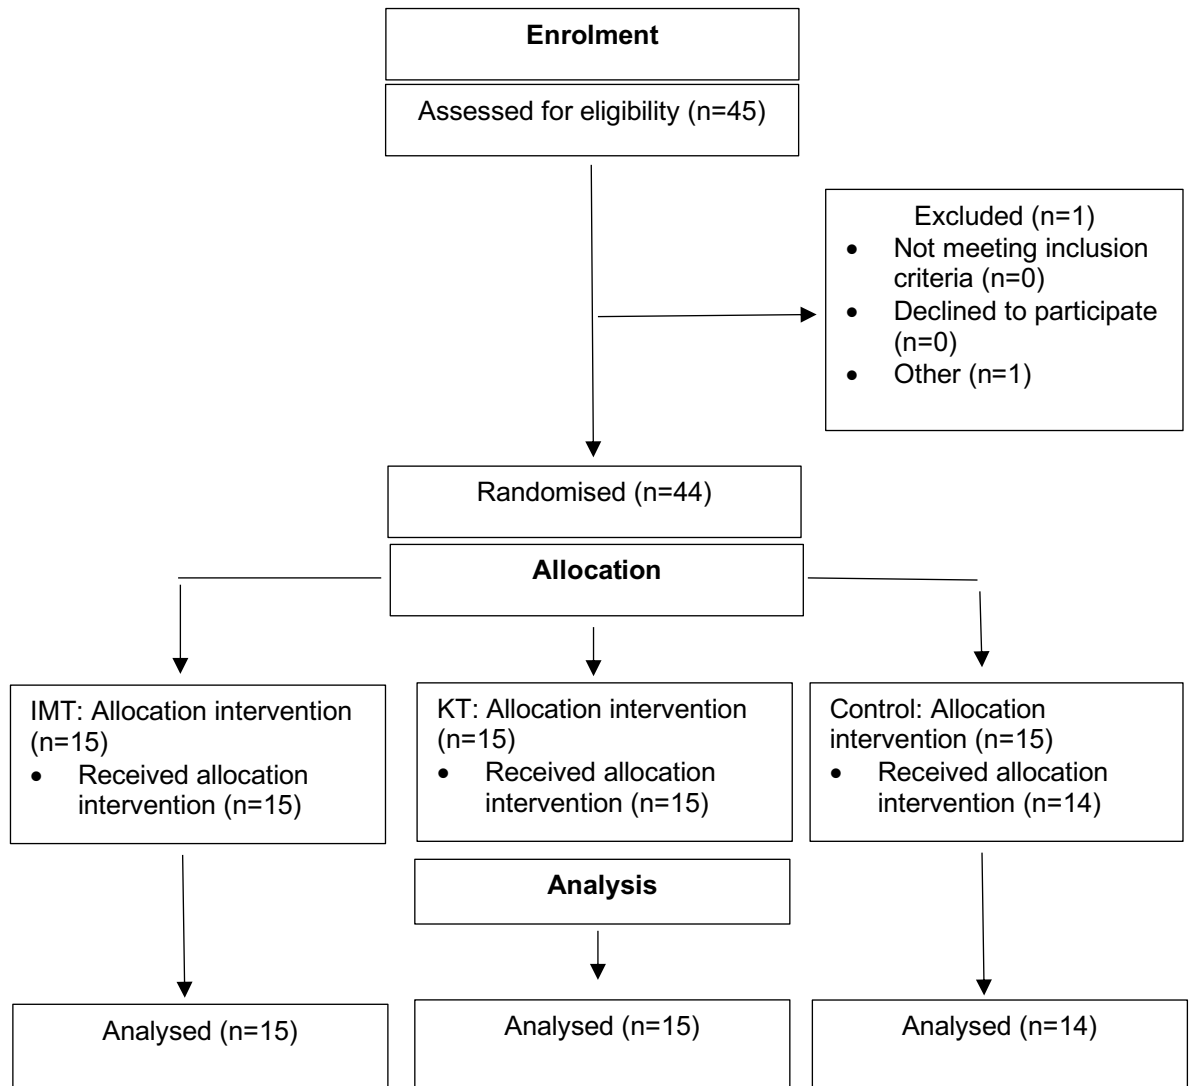 Enrolment
Assessed for eligibility (n=45)
Excluded (n=1)
• Not meeting inclusion
criteria (n=0)
• Declined to participate
(n=0)
• Other (n=1)
Randomised (n=44)
Allocation
IMT: Allocation intervention
(n=15)
• Received allocation
intervention (n=15)
KT: Allocation intervention
(n=15)
• Received allocation
intervention (n=15)
Control: Allocation
intervention (n=15)
• Received allocation
intervention (n=14)
Analysis
Analysed (n=15)
Analysed (n=15)
Analysed (n=14)